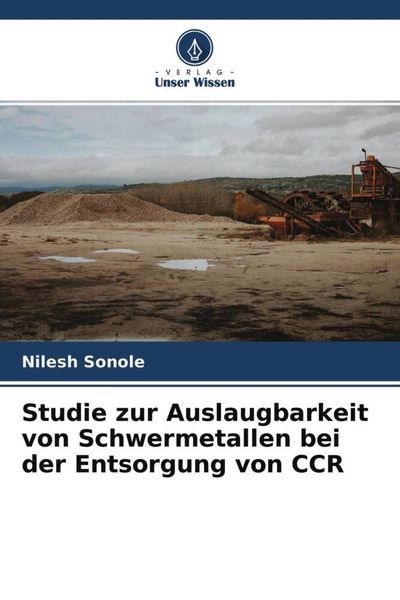 - VERLAG -
Unser Wissen
Nilesh Sonole
Studie zur Auslaugbarkeit
von Schwermetallen bei
der Entsorgung von CCR